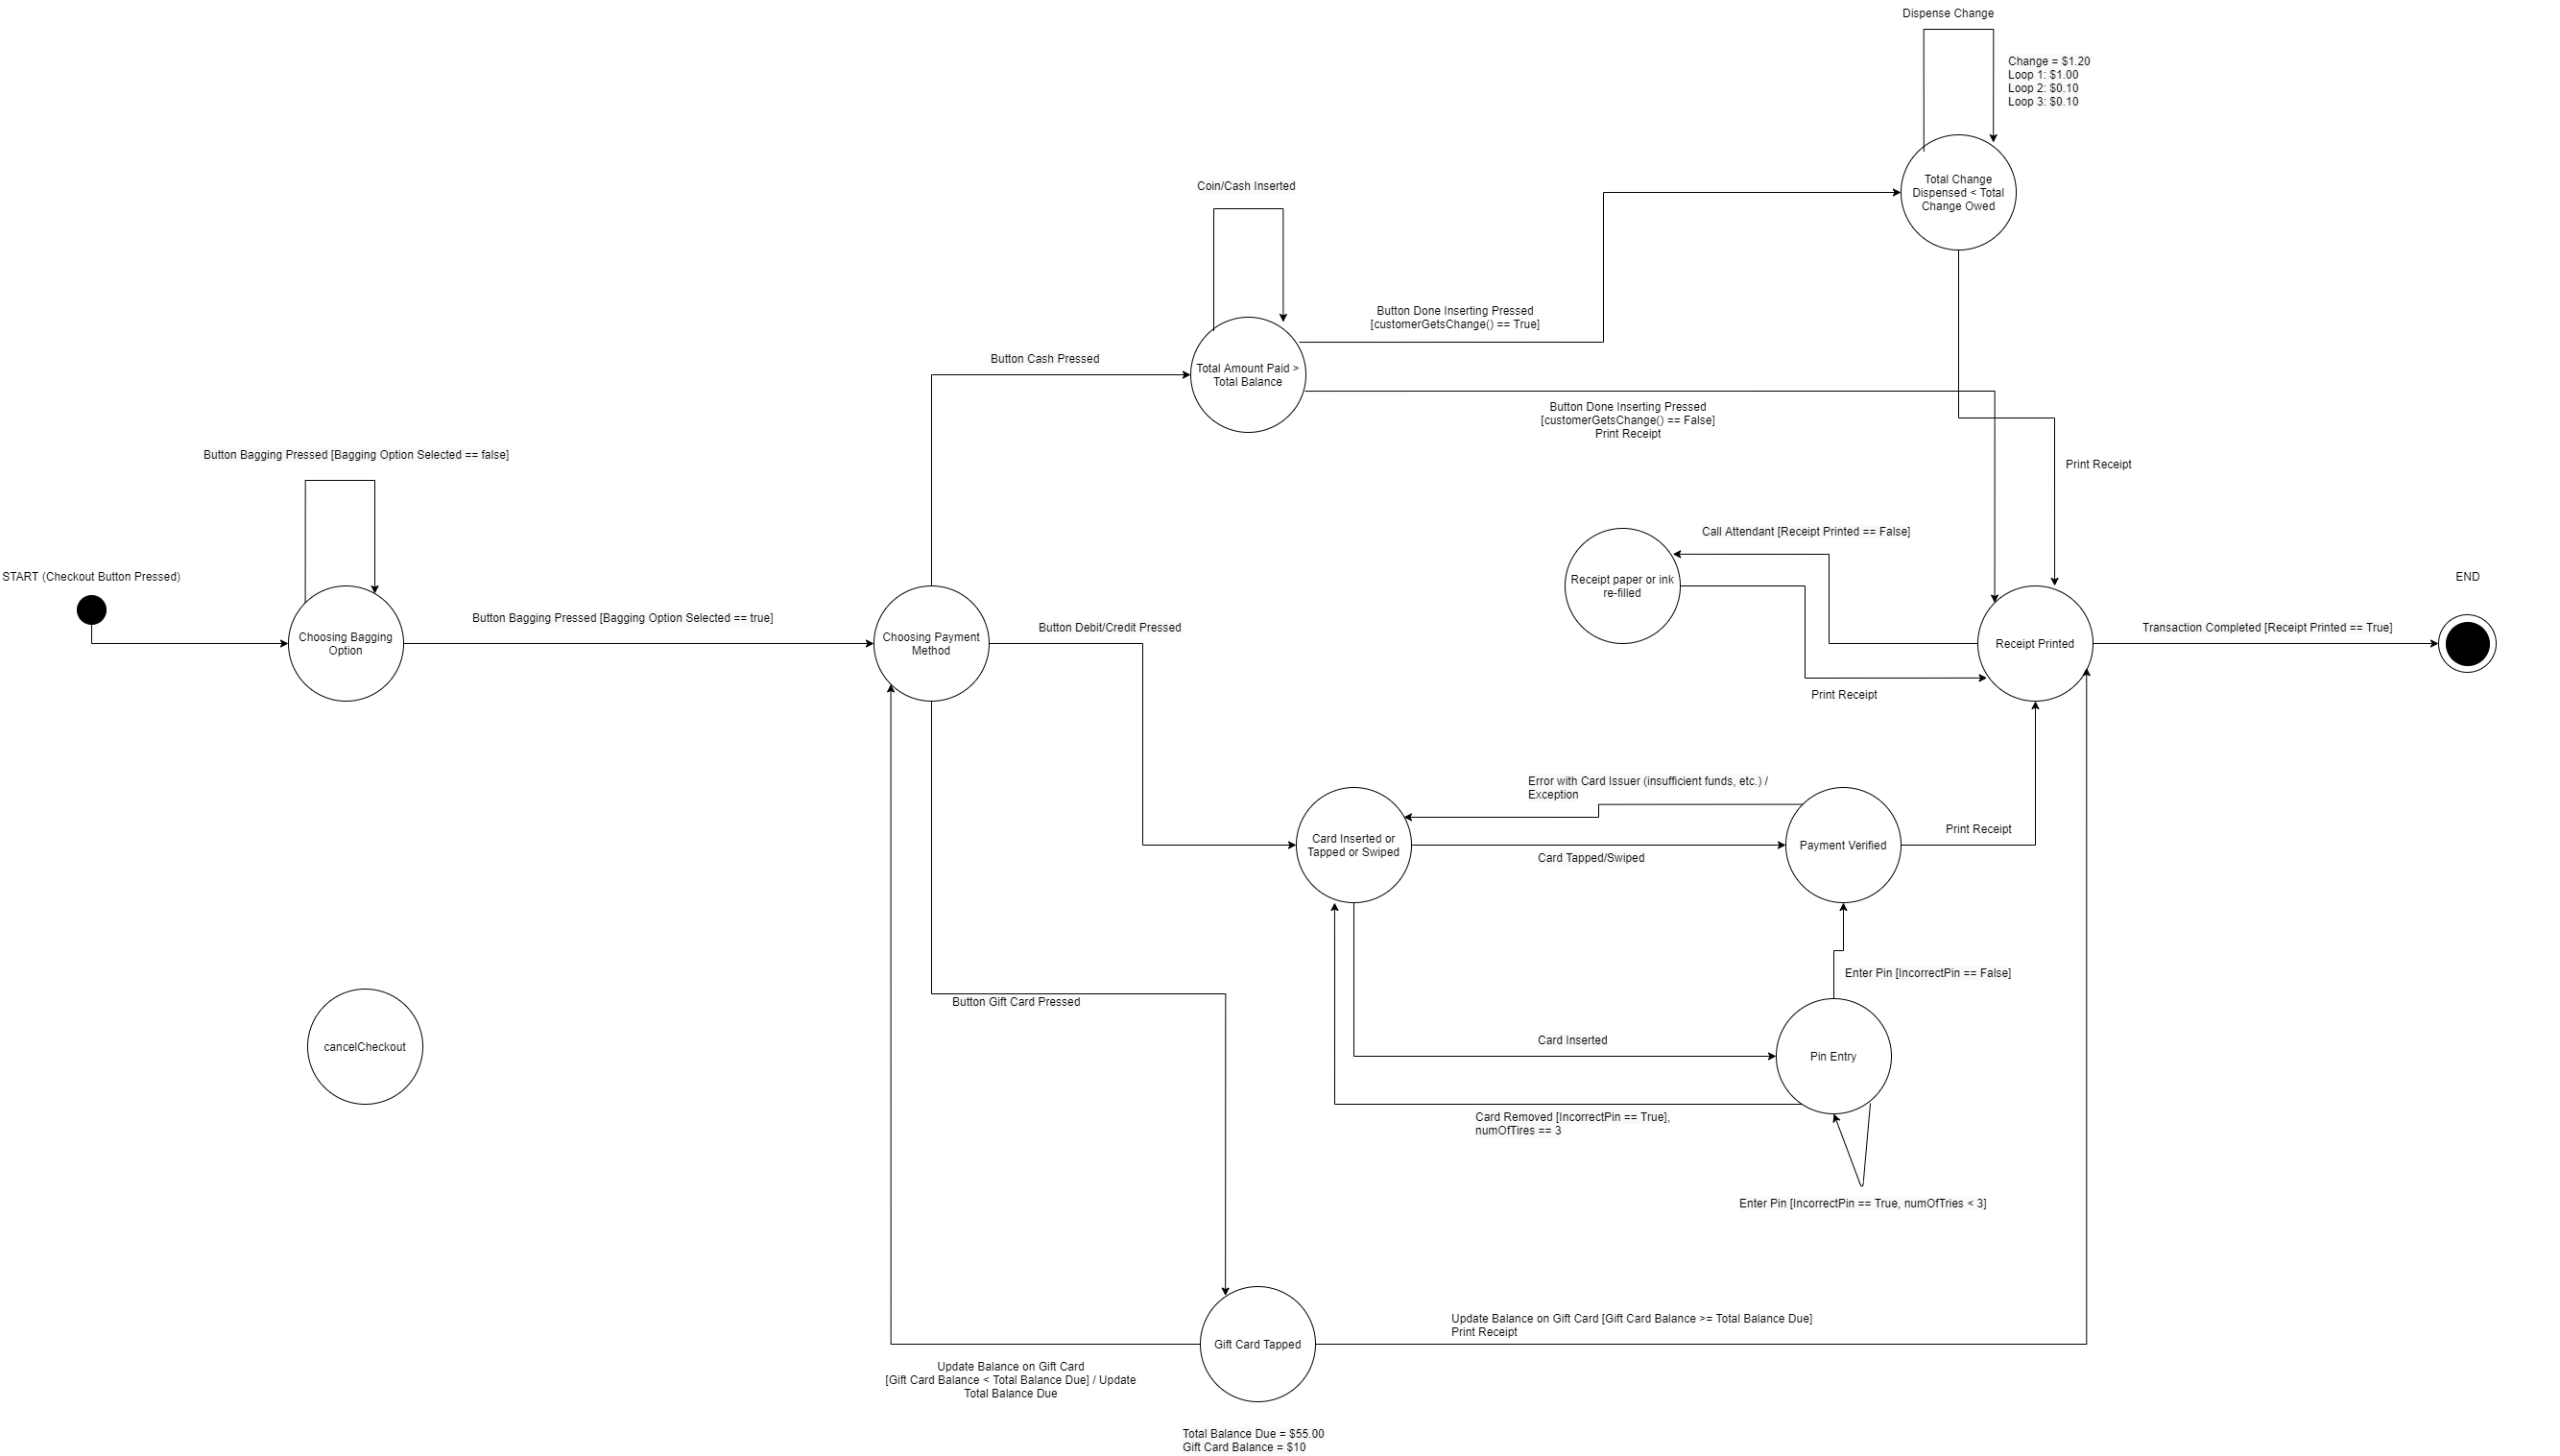 Dispense Change
Change = $1.20
Loop 1: $1.00
Loop 2: $0.10
Loop 3: $0.10
Total Change
Dispensed < Total
Change Owed
Coin/Cash Inserted
Button Done Inserting Pressed
[customerGetsChange() == True]
Button Cash Pressed
Total Amount Paid >
Total Balance
Button Done Inserting Pressed
[customerGetsChange() == False]
Print Receipt
Button Bagging Pressed [Bagging Option Selected == false]
Print Receipt
Call Attendant [Receipt Printed == False]
START (Checkout Button Pressed)
Receipt paper or ink
re-filled
END
Button Bagging Pressed [Bagging Option Selected == true]
Button Debit/Credit Pressed
Transaction Completed [Receipt Printed == True]
Choosing Bagging
Option
Choosing Payment
Method
Receipt Printed
Print Receipt
Error with Card Issuer (insufficient funds, etc.) /
Exception
Card Inserted or
Tapped or Swiped
Payment Verified
Print Receipt
Card Tapped/Swiped
Enter Pin [IncorrectPin == False]
Button Gift Card Pressed
cancelCheckout
Card Inserted
Pin Entry
Card Removed [IncorrectPin == True],
numOfTires == 3
Enter Pin [IncorrectPin == True, numOfTries < 3]
Update Balance on Gift Card [Gift Card Balance >= Total Balance Due]
Print Receipt
Gift Card Tapped
Update Balance on Gift Card
[Gift Card Balance < Total Balance Due] / Update
Total Balance Due
Total Balance Due = $55.00
Gift Card Balance = $10